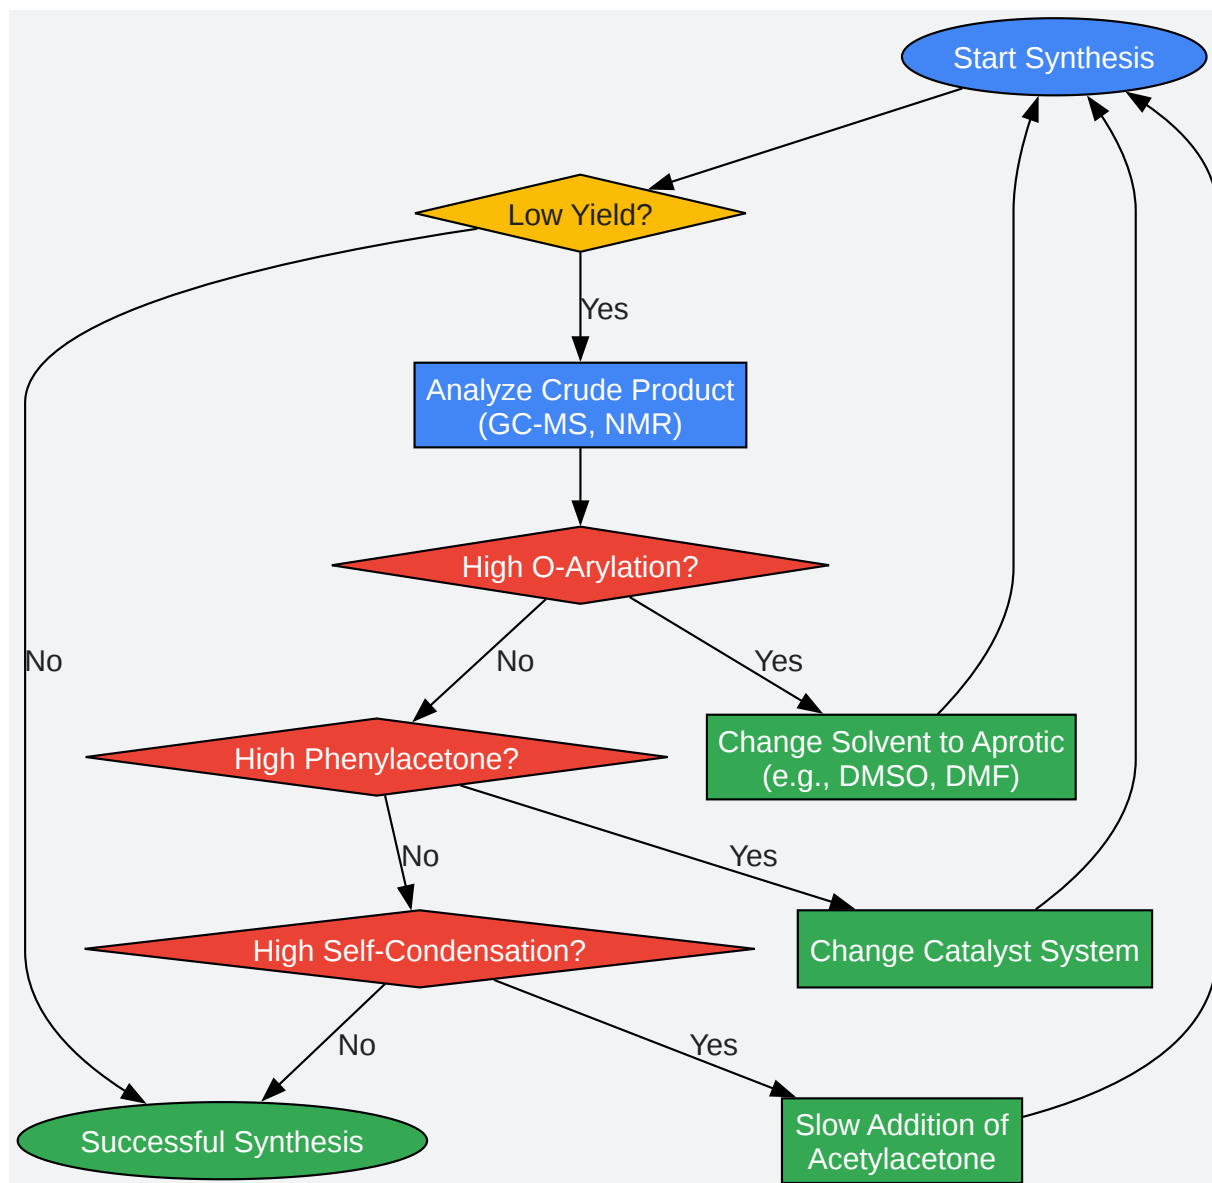 Start Synthesis
Low Yield?
Yes
Analyze Crude Product
(GC-MS, NMR)
High O-Arylation?
No
No
Yes
Change Solvent to Aprotic
(e.g., DMSO, DMF)
High Phenylacetone?
No
Yes
High Self-Condensation?
Change Catalyst System
No
Yes
Successful Synthesis
Slow Addition of
Acetylacetone